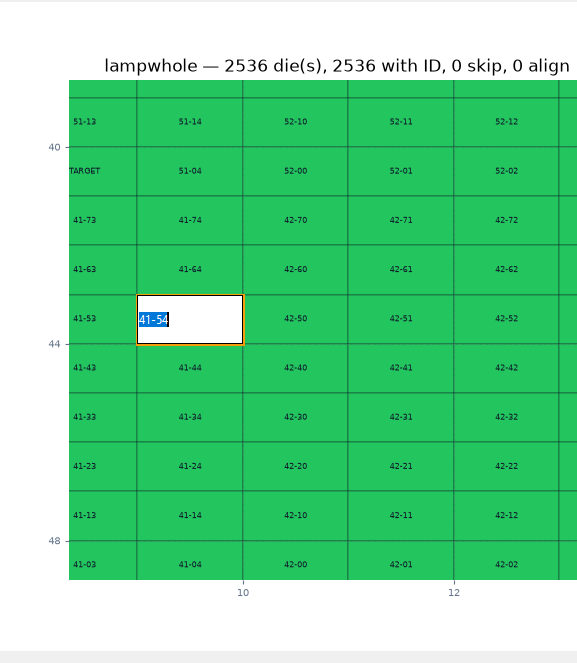 lampwhole — 2536 die(s), 2536 with ID, 0 skip, 0 align
51-13 51-14 52-10 52-11 52-12
40
TARGET 51-04 52-00 52-01 52-02
41-73 41-74 42-70 42-71 42-72
41-63 41-64 42-60 42-61 42-62
41-53 41-54 42-50 42-51 42-52
44
41-43 41-44 42-40 42-41 42-42
41-33 41-34 42-30 42-31 42-32
41-23 41-24 42-20 42-21 42-22
41-13 41-14 42-10 42-11 42-12
48
41-03 41-04 42-00 42-01 42-02
10 12